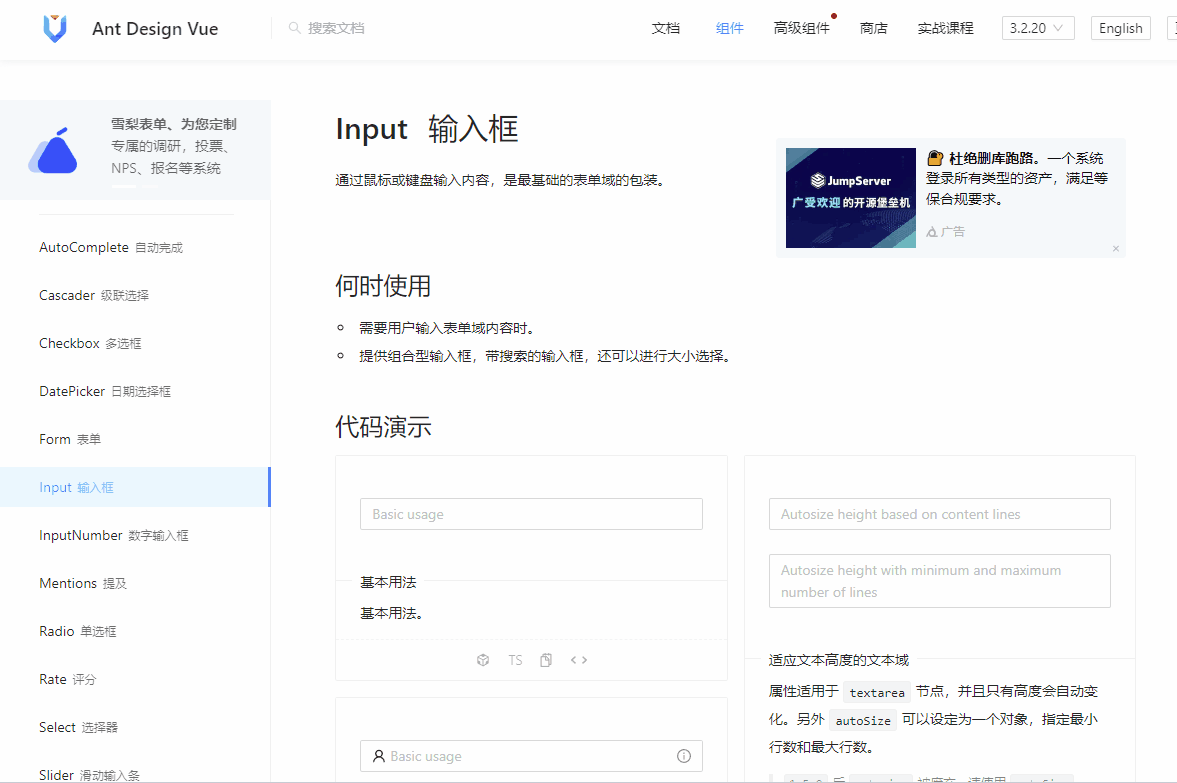 Ant Design Vue
搜索文档
文档 组件 高级组件 商店 实战课程 3.2.20 English
雪梨表单、为您定制
专属的调研，投票、
NPS、报名等系统
AutoComplete 自动完成
Cascader 级联选择
Checkbox 多选框
DatePicker 日期选择框
Form 表单
Input 输入框
InputNumber 数字输入框
Mentions 提及
Radio 单选框
Rate 评分
Select 选择器
Slider 滑动输入条
Input 输入框
通过鼠标或键盘输入内容，是最基础的表单域的包装。
JumpServer
广受欢迎的开源堡垒机
杜绝删库跑路。一个系统
登录所有类型的资产，满足等
保合规要求。
广告
何时使用
需要用户输入表单域内容时。
提供组合型输入框，带搜索的输入框，还可以进行大小选择。
代码演示
Basic usage
基本用法
基本用法。
TS
Basic usage
Autosize height based on content lines
Autosize height with minimum and maximum
number of lines
适应文本高度的文本域
属性适用于 textarea 节点，并且只有高度会自动变
化。另外 autoSize 可以设定为一个对象，指定最小
行数和最大行数。